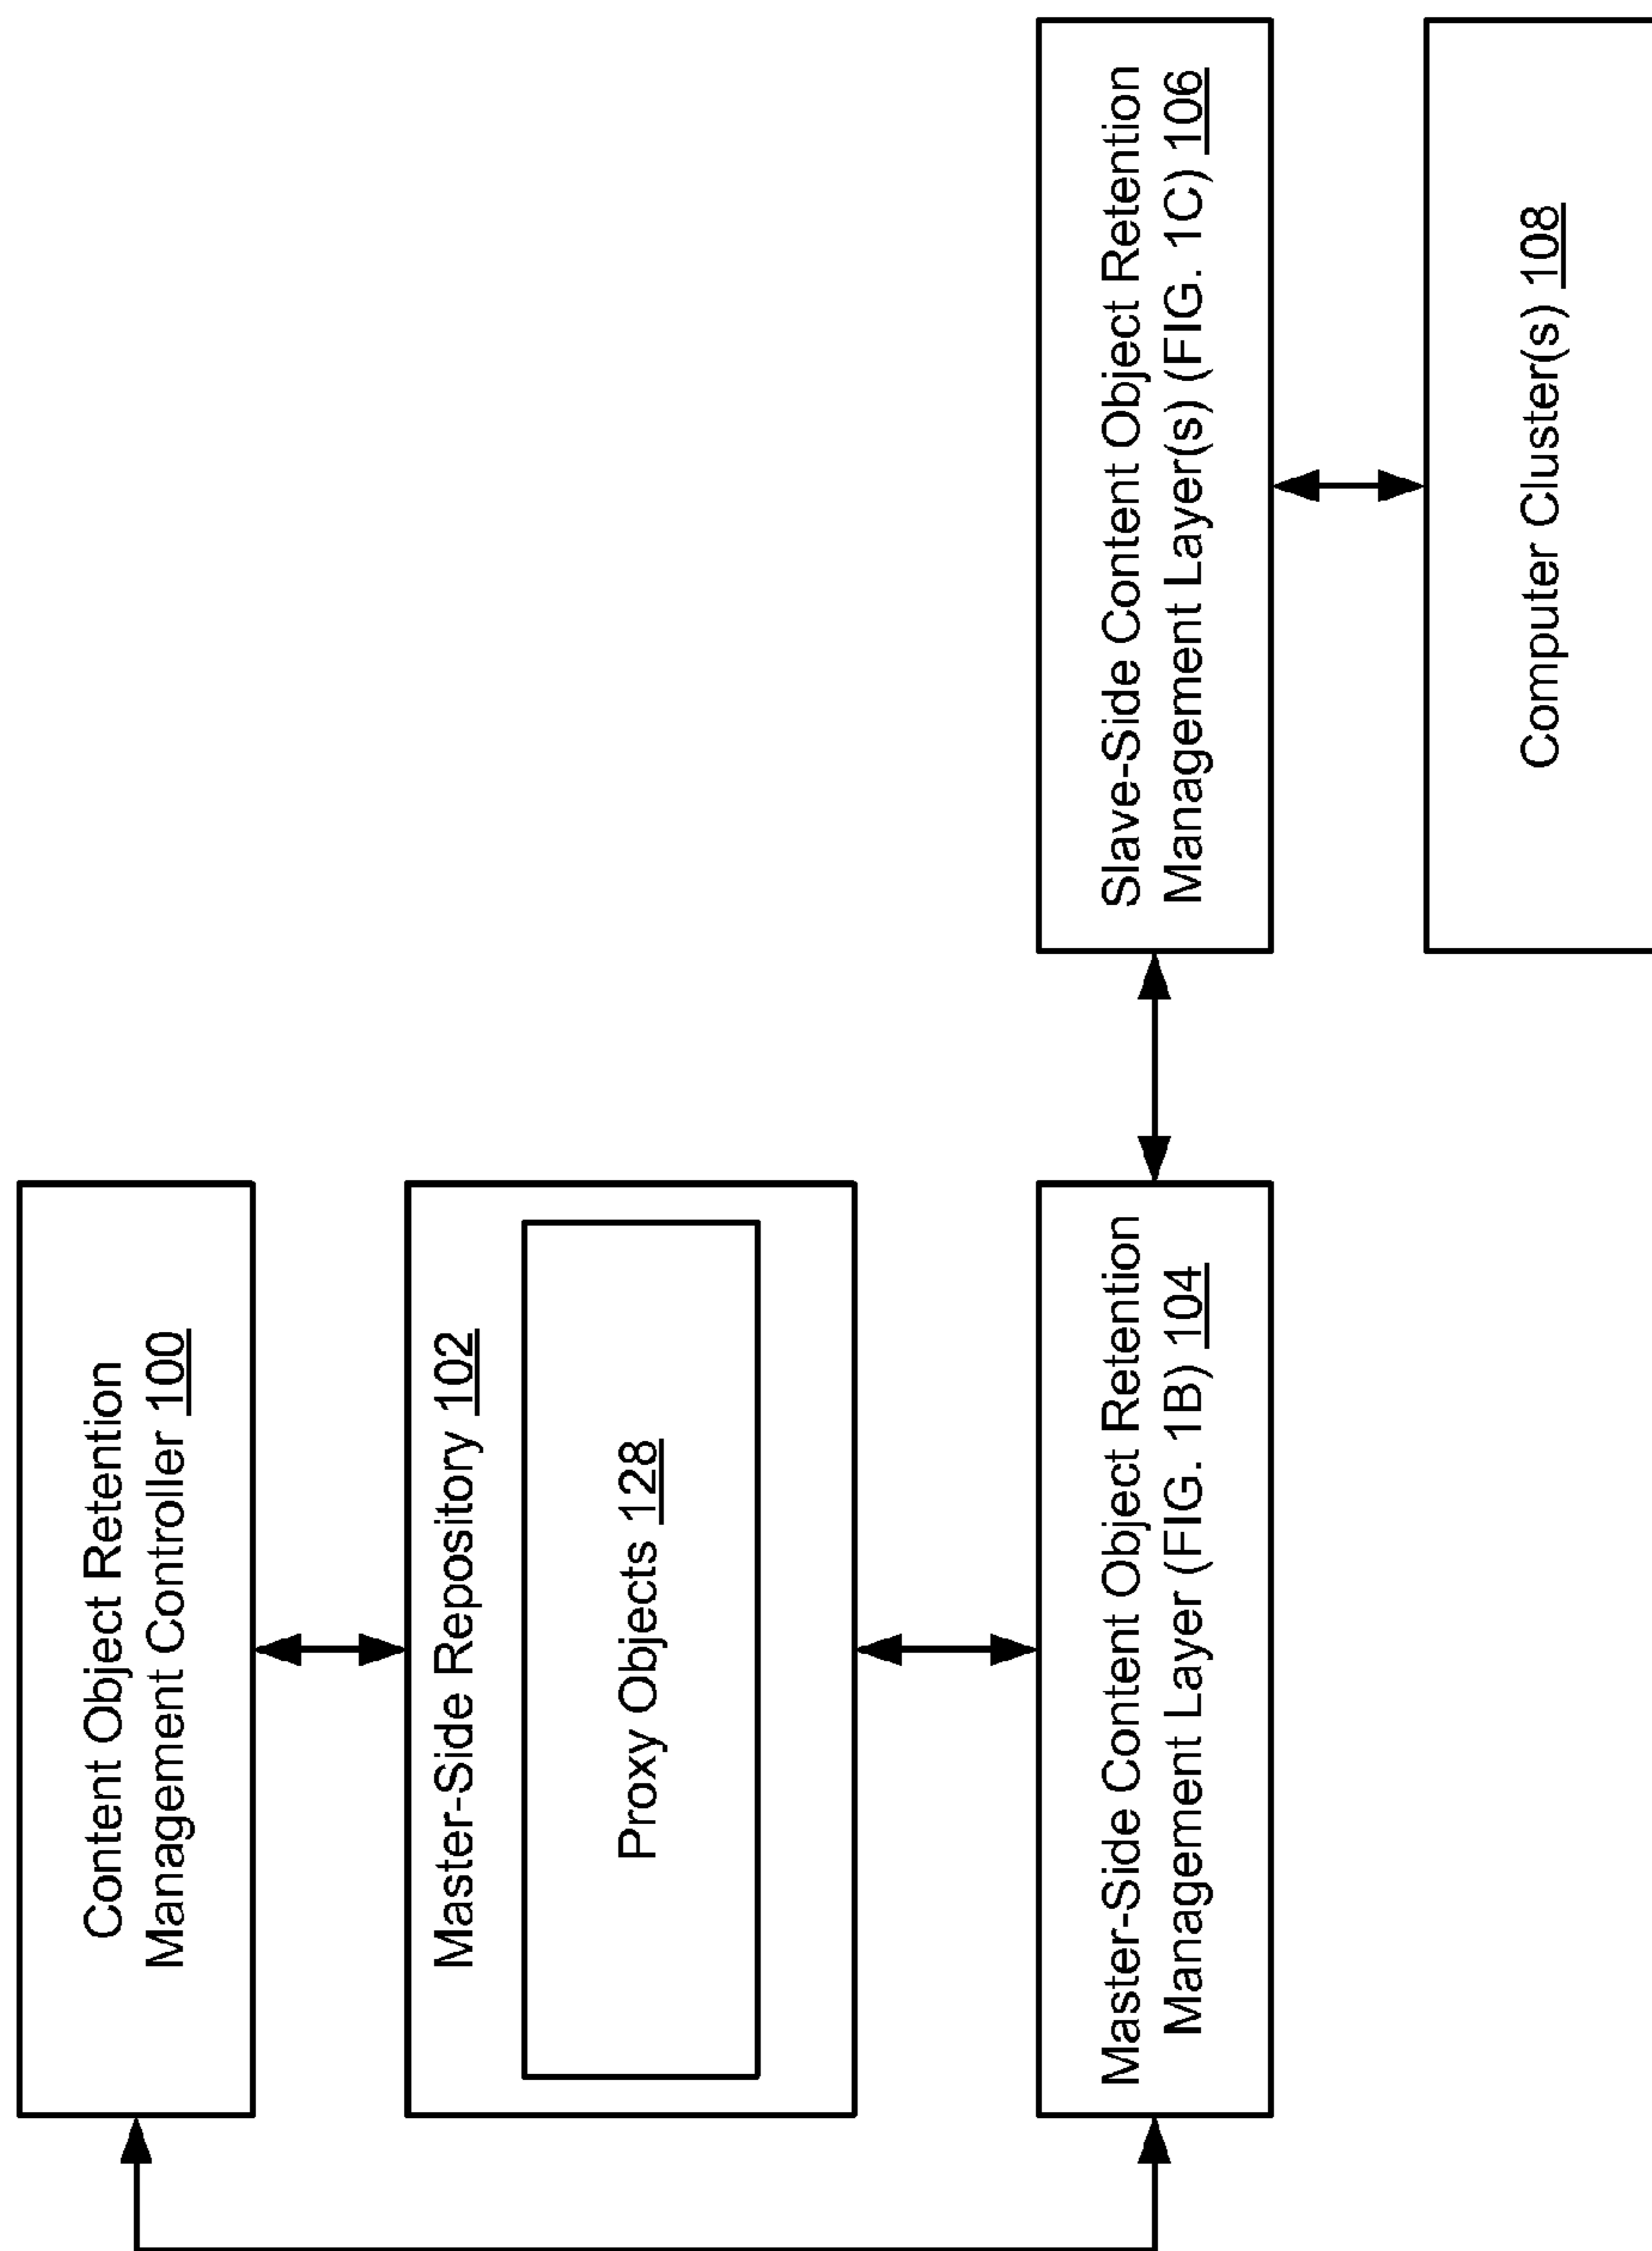 Content Object Retention
Management Controller 100
Master-Side Repository 102
Proxy Objects 128
Master-Side Content Object Retention
Management Layer (FIG. 1B) 104
Slave-Side Content Object Retention
Management Layer(s) (FIG. 1C) 106
Computer Cluster(s) 108